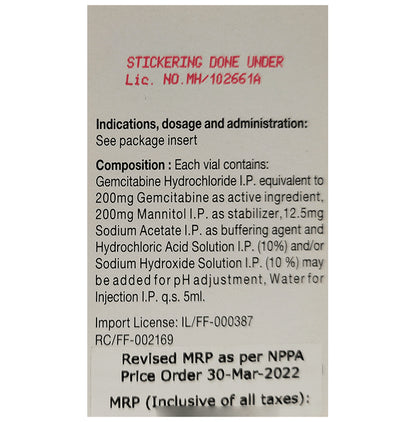 STICKERING DONE UNDER
Lic. NO.MH/102661A
Indications, dosage and administration:
See package insert
Composition : Each vial contains:
Gemcitabine Hydrochloride I.P. equivalent to
200mg Gemcitabine as active ingredient,
200mg Mannitol I.P. as stabilizer, 12.5mg
Sodium Acetate I.P. as buffering agent and
Hydrochloric Acid Solution I.P. (10%) and/or
Sodium Hydroxide Solution I.P. (10 %) may
be added for pH adjustment, Water for
Injection I.P. q.s. 5ml.
Import License: IL/FF-000387
RC/FF-002169
Revised MRP as per NPPA
Price Order 30-Mar-2022
MRP (Inclusive of all taxes):